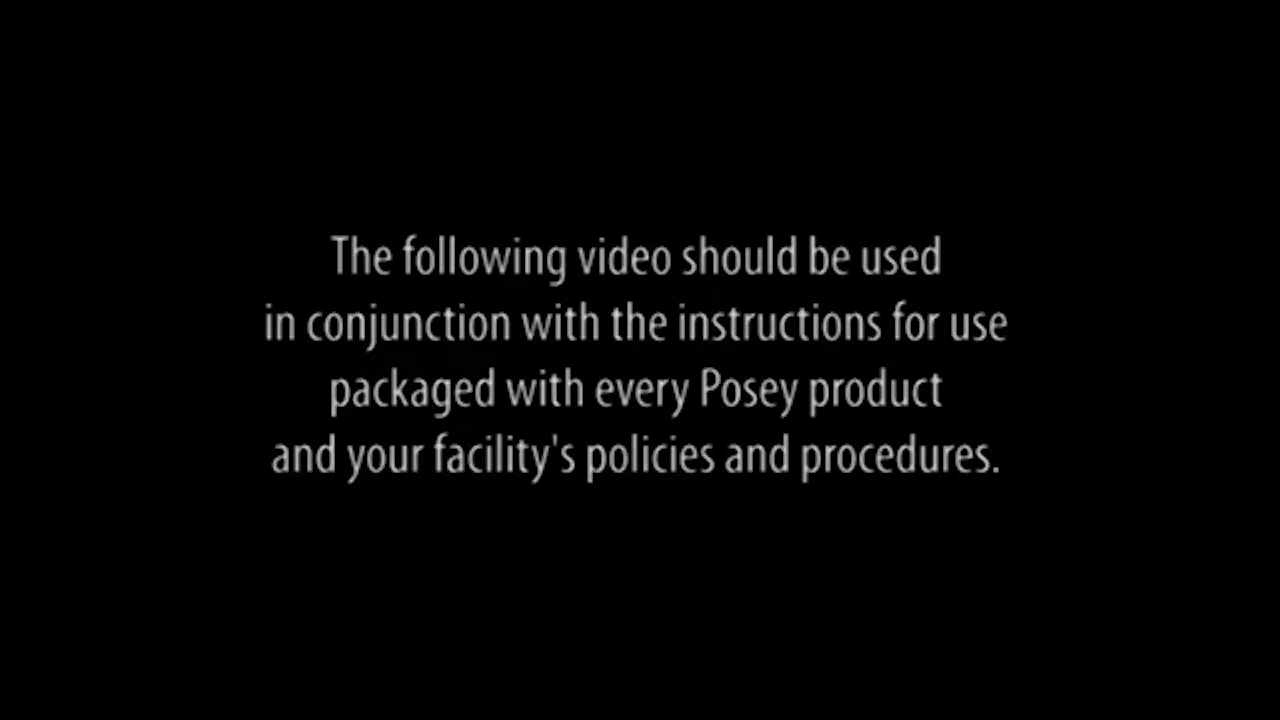 The following video should be used
in conjunction with the instructions for use
packaged with every Posey product
and your facility's policies and procedures.